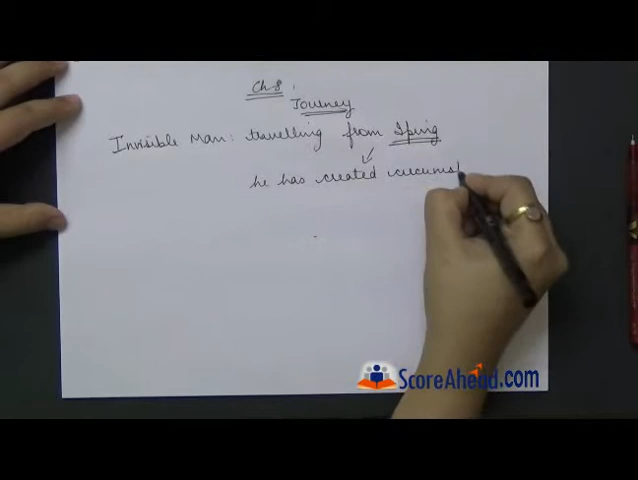 Ch 8 :
Journey
Invisible Man: travelling from Iping
he has created circumst
ScoreAhead.com